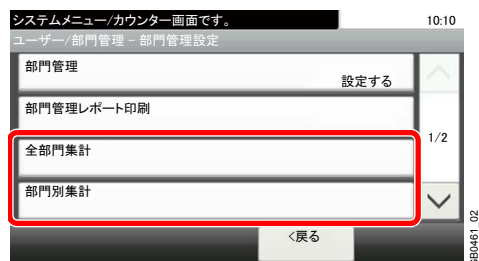 システムメニュー/カウンター画面です。
10:10
ユーザー/部門管理 - 部門管理設定
部門管理
設定する
部門管理レポート印刷
1/2
全部門集計
部門別集計
<戻る
GB0461_02